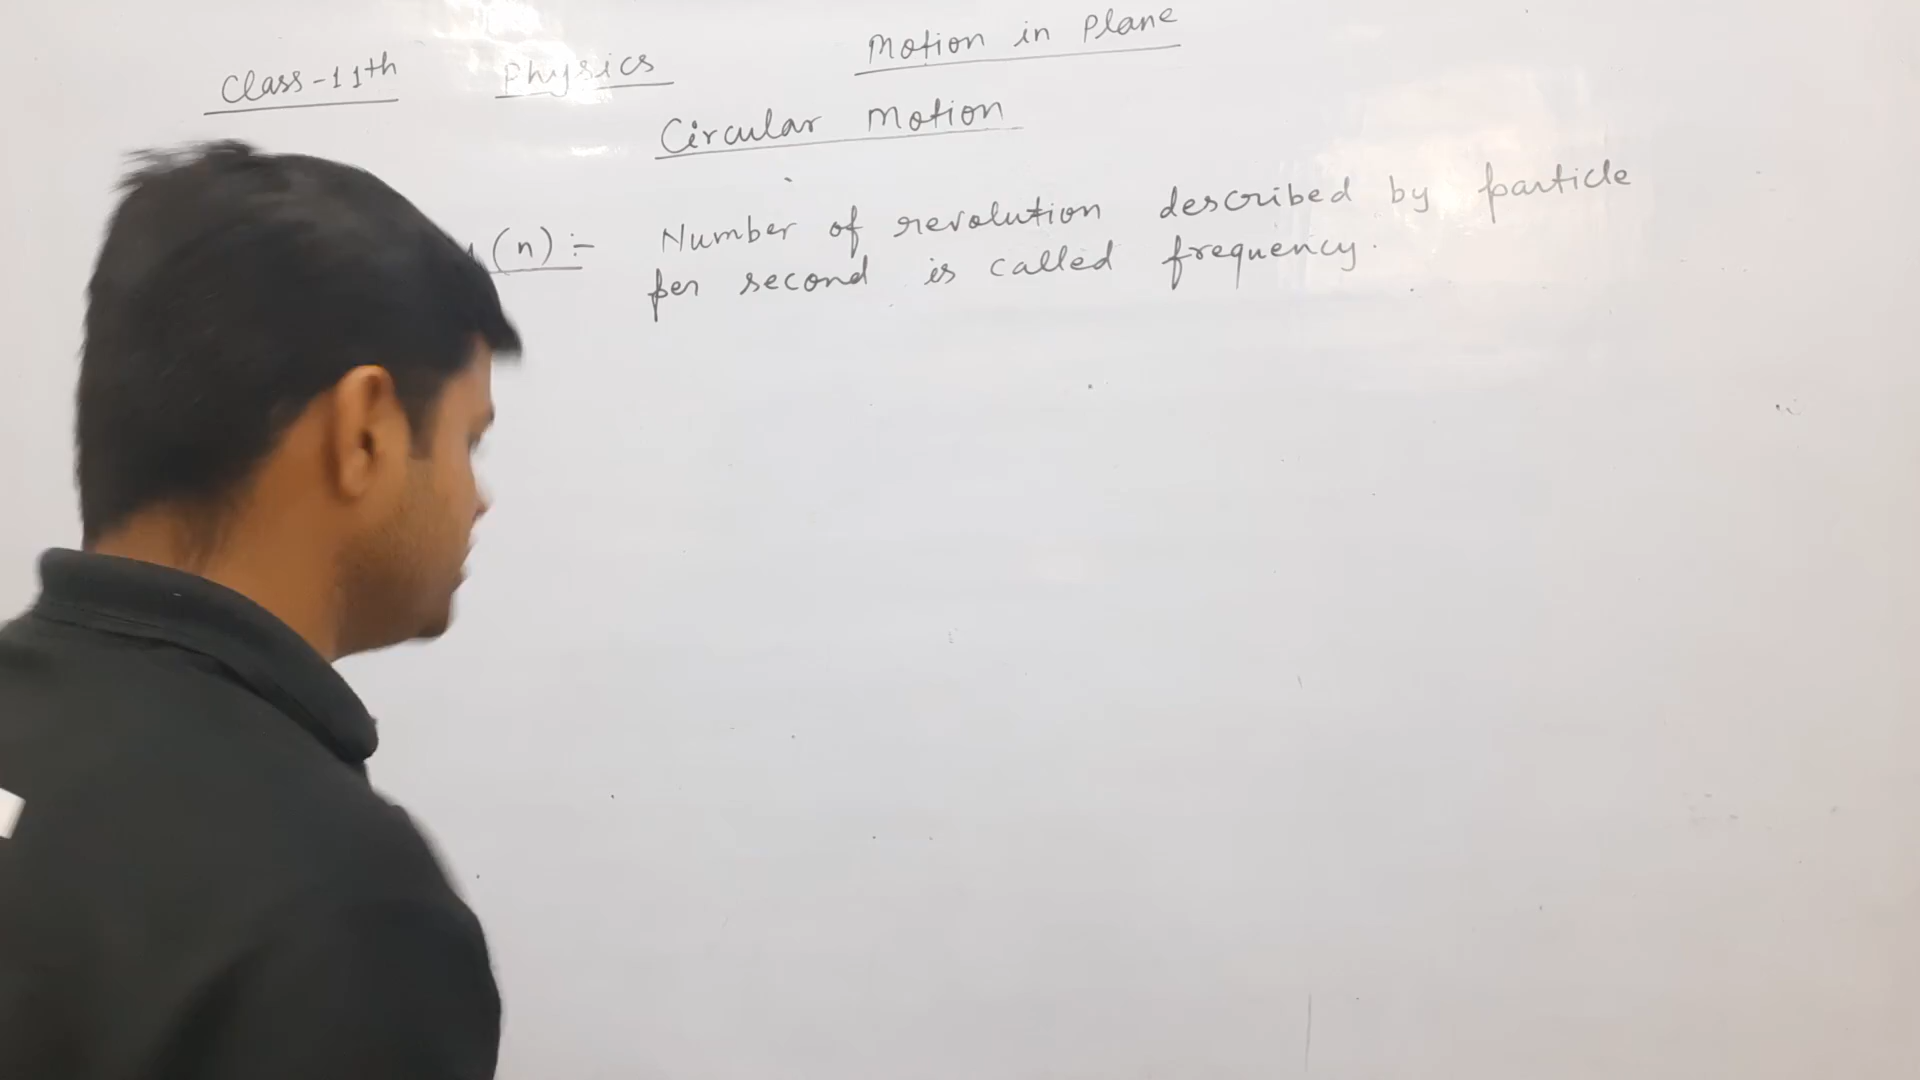 Class-11th Physics Motion in Plane
Circular Motion
(n) :- Number of revolution described by particle
per second is called frequency.